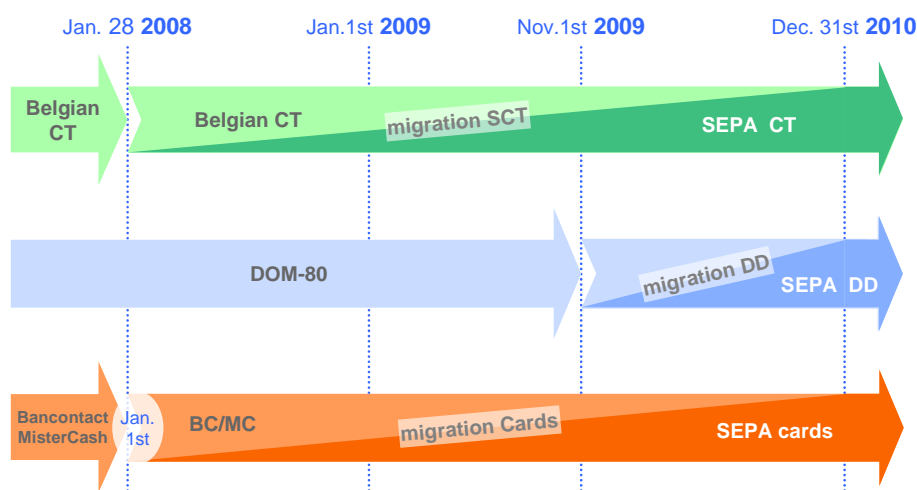 Jan. 28 2008
Jan.1st 2009
Nov.1st 2009
Dec. 31st 2010
Belgian
CT
Belgian CT
migration SCT
SEPA CT
DOM-80
migration DD
SEPA DD
Bancontact
MisterCash
Jan.
1st
BC/MC
migration Cards
SEPA cards